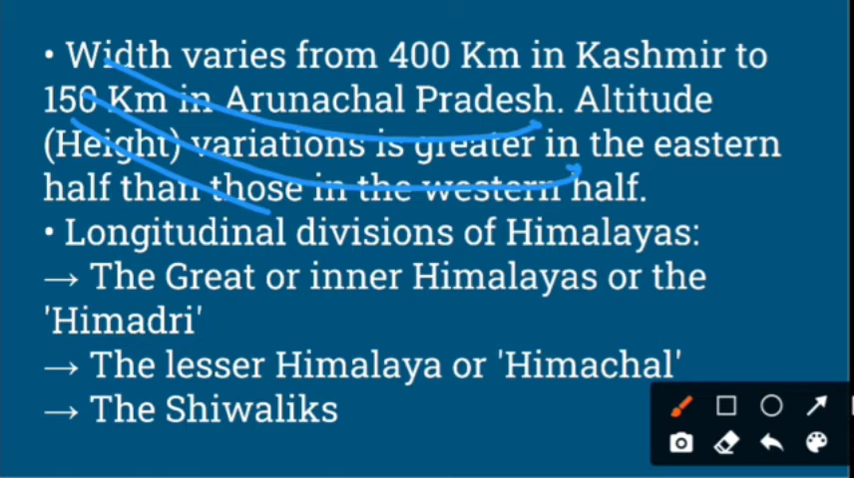 • Width varies from 400 Km in Kashmir to
150 Km in Arunachal Pradesh. Altitude
(Height) variations is greater in the eastern
half than those in the western half.
• Longitudinal divisions of Himalayas:
→ The Great or inner Himalayas or the
'Himadri'
→ The lesser Himalaya or 'Himachal'
→ The Shiwaliks